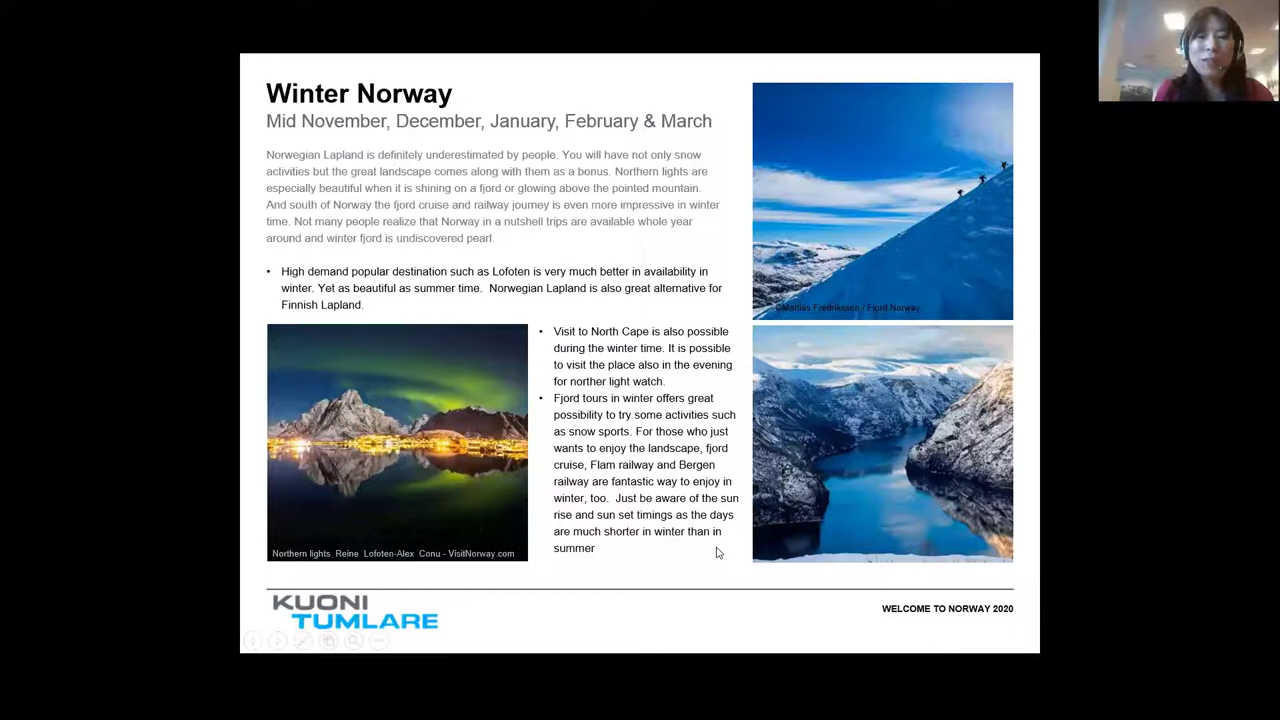 Winter Norway
Mid November, December, January, February & March
Norwegian Lapland is definitely underestimated by people. You will have not only snow
activities but the great landscape comes along with them as a bonus. Northern lights are
especially beautiful when it is shining on a fjord or glowing above the pointed mountain.
And south of Norway the fjord cruise and railway journey is even more impressive in winter
time. Not many people realize that Norway in a nutshell trips are available whole year
around and winter fjord is undiscovered pearl.
• High demand popular destination such as Lofoten is very much better in availability in
winter. Yet as beautiful as summer time. Norwegian Lapland is also great alternative for
Finnish Lapland.
©Mattias Fredriksson / Fjord Norway
• Visit to North Cape is also possible
during the winter time. It is possible
to visit the place also in the evening
for norther light watch.
• Fjord tours in winter offers great
possibility to try some activities such
as snow sports. For those who just
wants to enjoy the landscape, fjord
cruise, Flam railway and Bergen
railway are fantastic way to enjoy in
winter, too. Just be aware of the sun
rise and sun set timings as the days
are much shorter in winter than in
summer
Northern lights Reine Lofoten-Alex Conu - VisitNorway.com
KUONI
TUMLARE
WELCOME TO NORWAY 2020